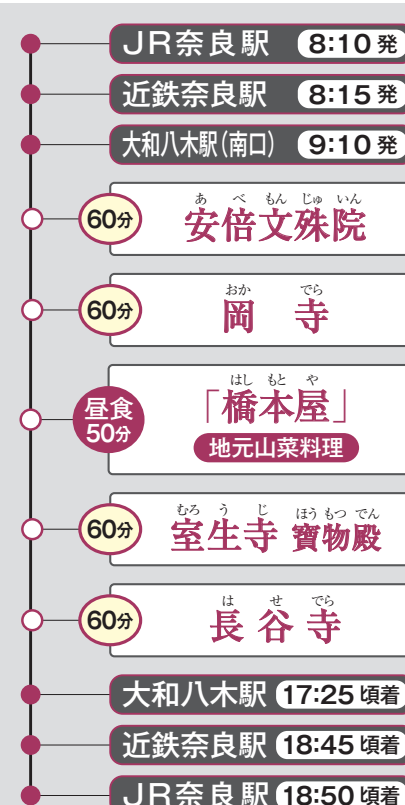 JR奈良駅 8:10発
近鉄奈良駅 8:15発
大和八木駅(南口) 9:10発
あべもんじゅいん
60分 安倍文殊院
おかでら
60分 岡寺
はしもとや
昼食 「橋本屋」
50分 地元山菜料理
むろうじ ほうもつでん
60分 室生寺 寶物殿
はせでら
60分 長谷寺
大和八木駅 17:25頃着
近鉄奈良駅 18:45頃着
JR奈良駅 18:50頃着